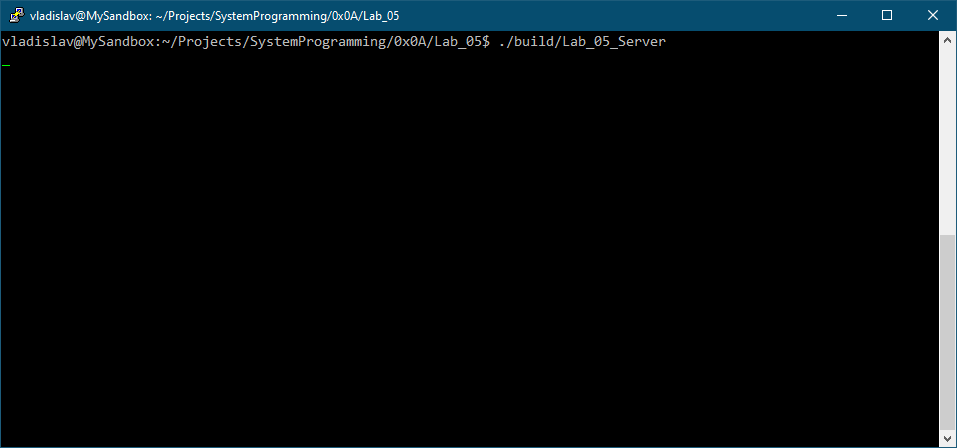 vladislav@MySandbox: ~/Projects/SystemProgramming/0x0A/Lab_05
vladislav@MySandbox:~/Projects/SystemProgramming/0x0A/Lab_05$ ./build/Lab_05_Server